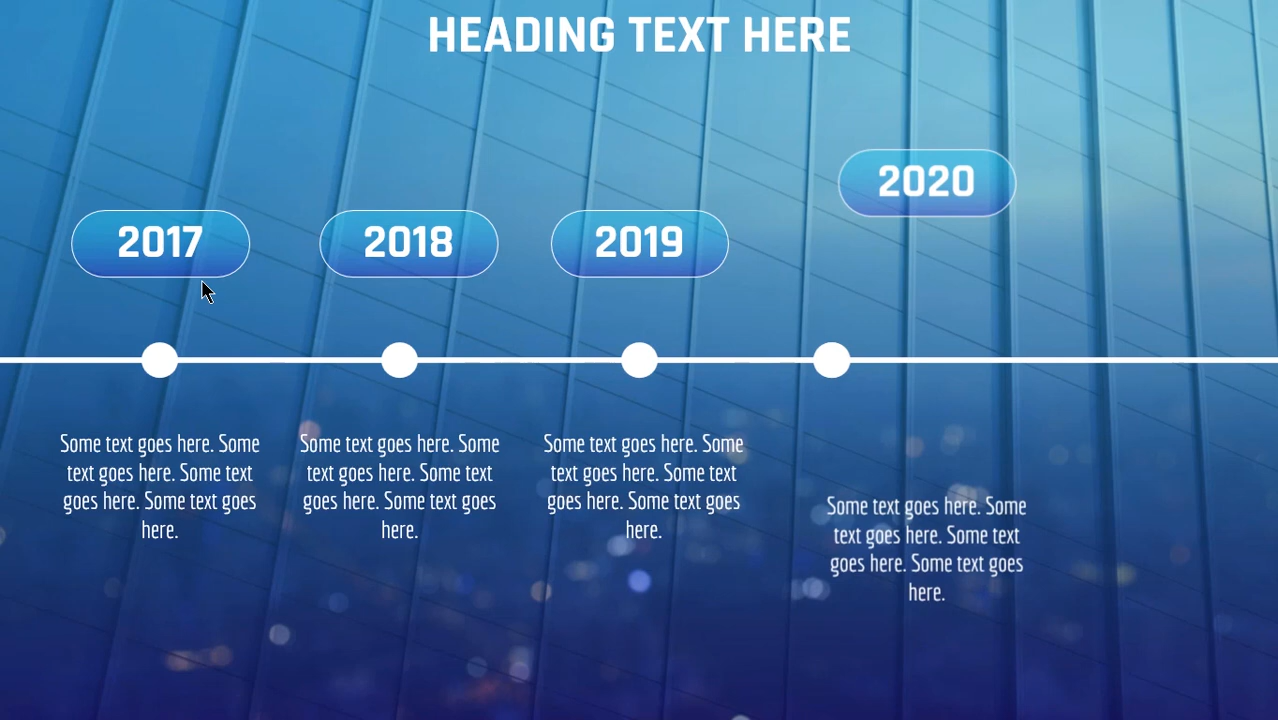 HEADING TEXT HERE
2017
2018
2019
2020
Some text goes here. Some
text goes here. Some text
goes here. Some text goes
here.
Some text goes here. Some
text goes here. Some text
goes here. Some text goes
here.
Some text goes here. Some
text goes here. Some text
goes here. Some text goes
here.
Some text goes here. Some
text goes here. Some text
goes here. Some text goes
here.